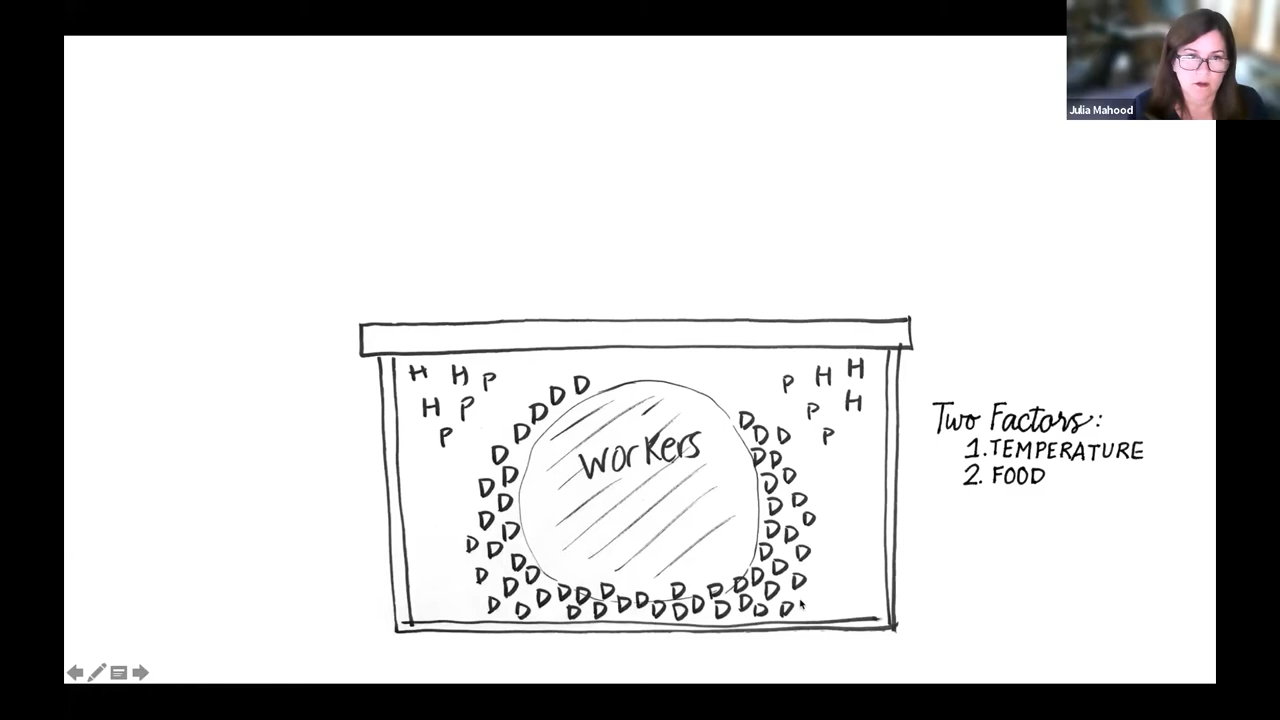 Julia Mahood
H H P D D P H H
H P D D P H
P D D D D P
workers
D D D D
D D D D D
D D D D D
D D D D D
D D D D D D
D D D D D D D D D D D D D
D D D D D D D D D D D D D
Two Factors:
1. TEMPERATURE
2. FOOD